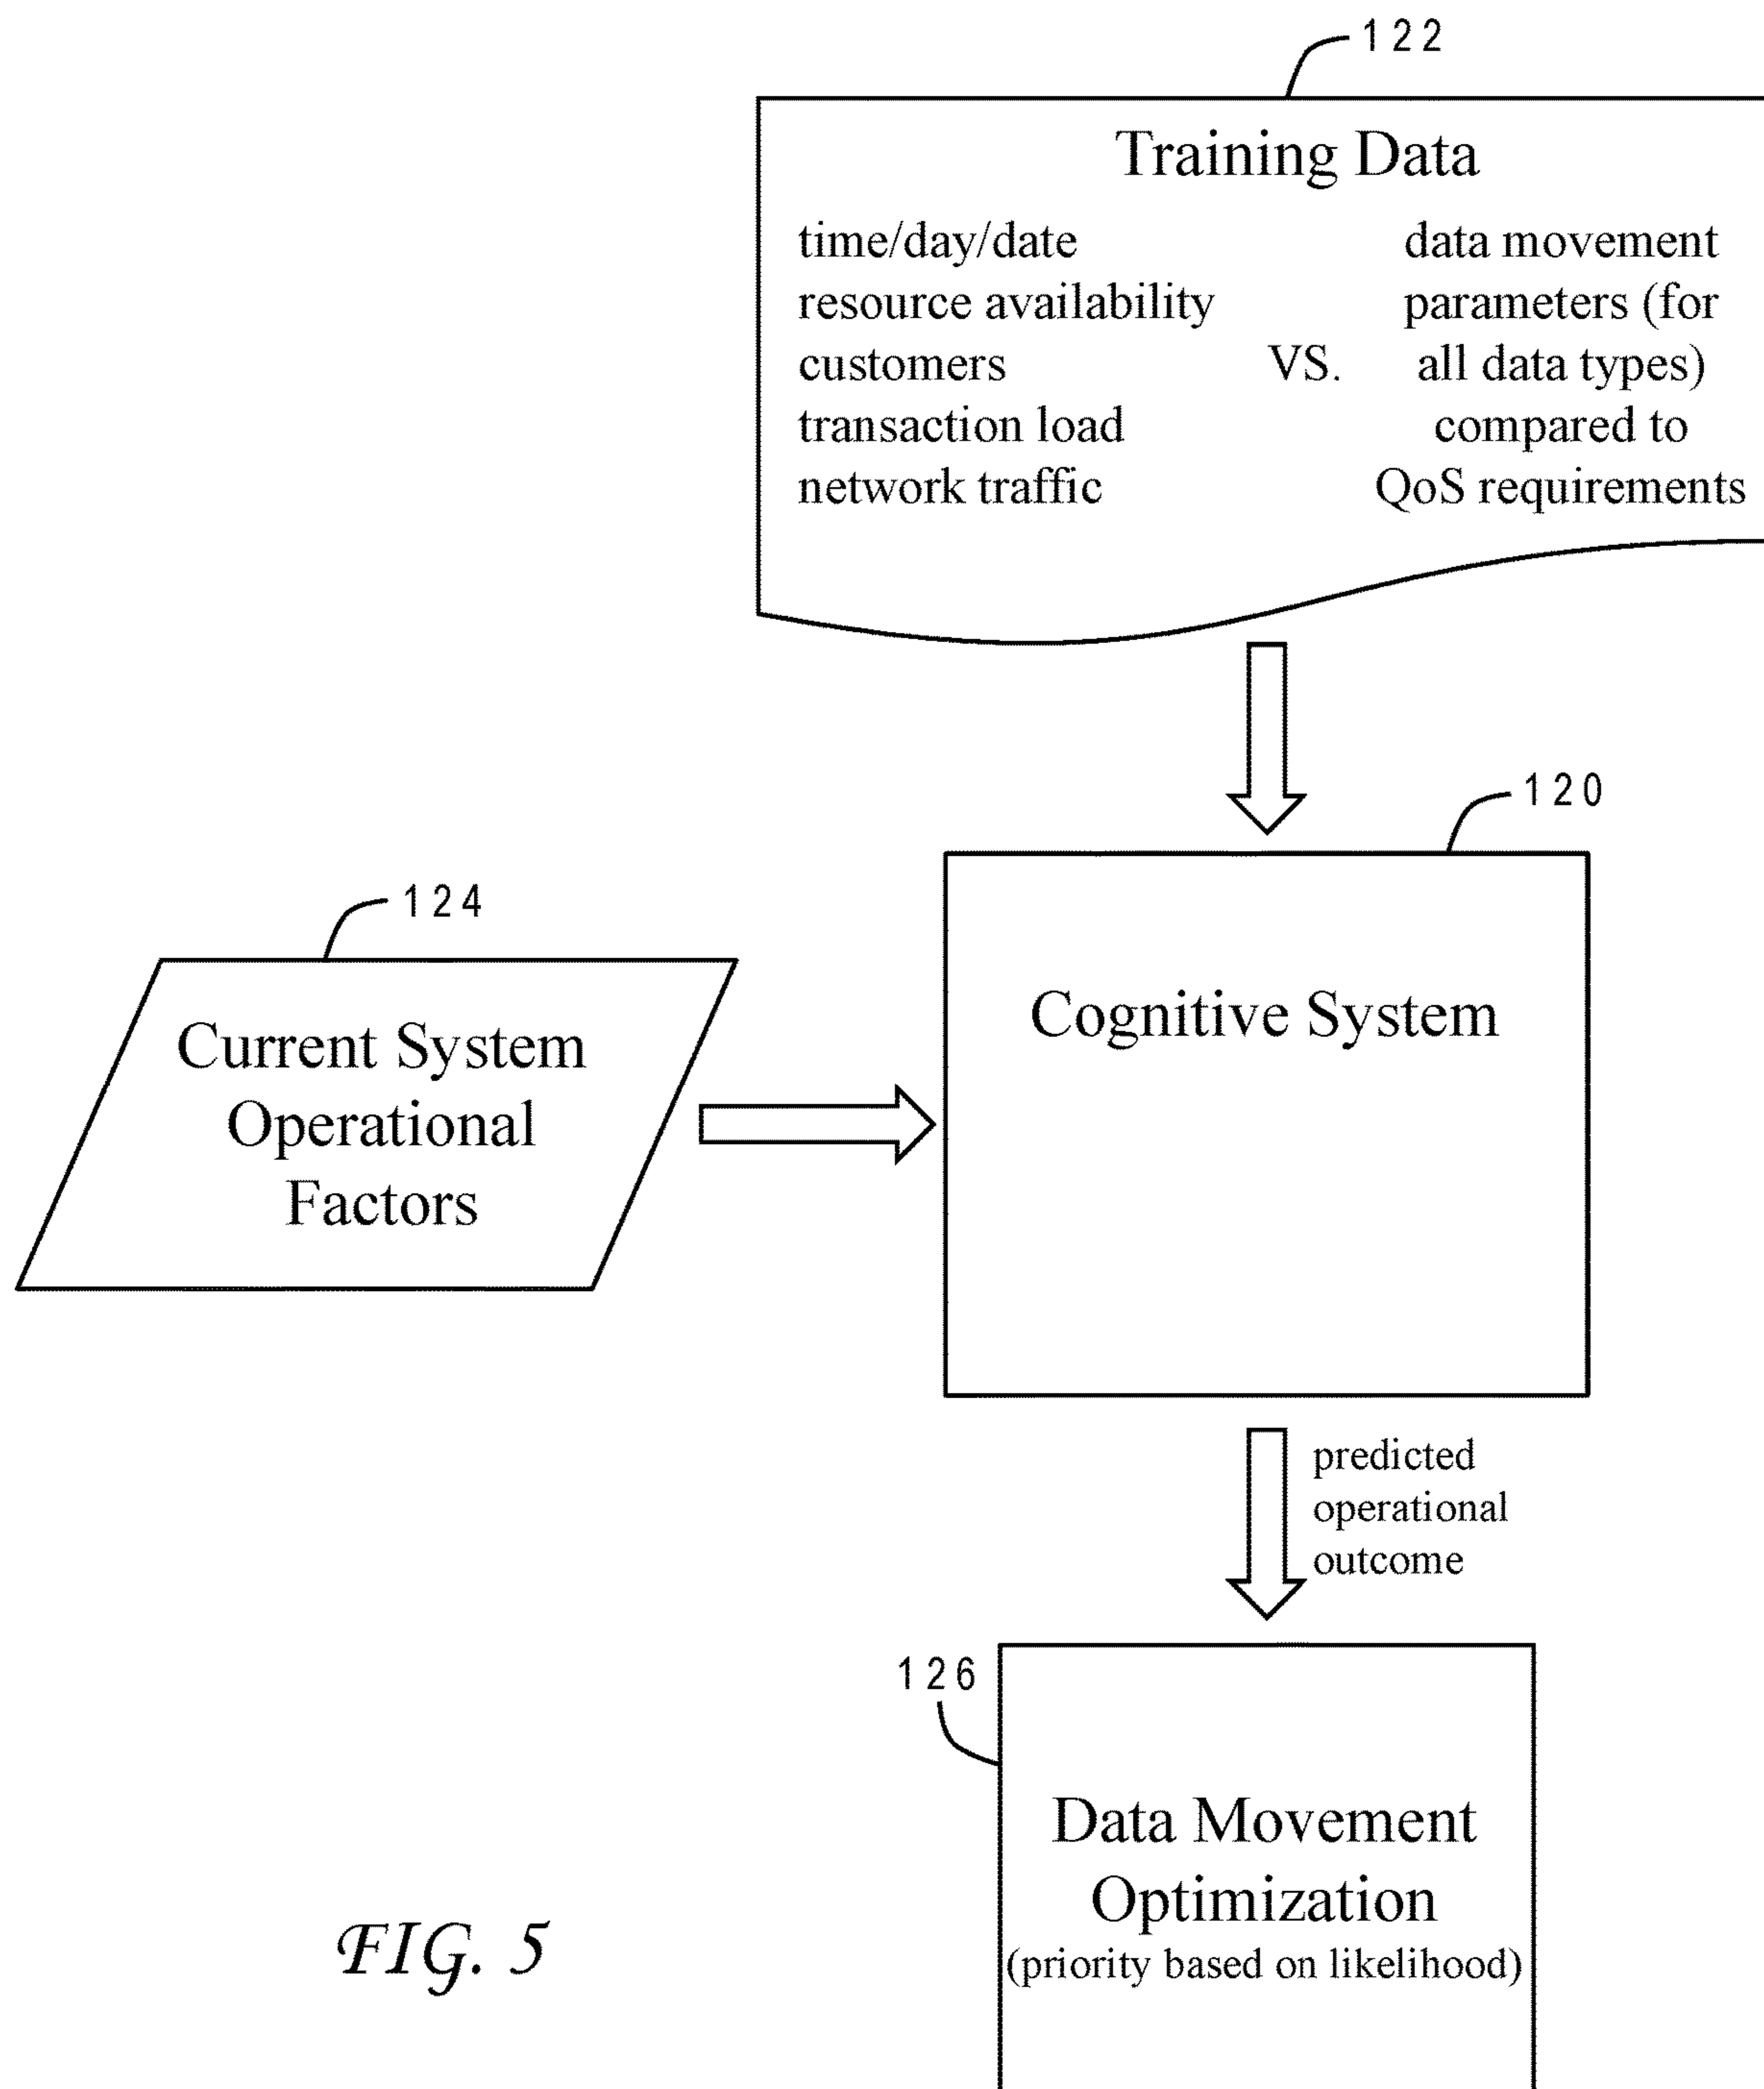 122
Training Data
time/day/date
resource availability
customers
transaction load
network traffic
VS.
data movement
parameters (for
all data types)
compared to
QoS requirements
120
124
Cognitive System
Current System
Operational
Factors
predicted
operational
outcome
126
Data Movement
Optimization
(priority based on likelihood)
FIG. 5